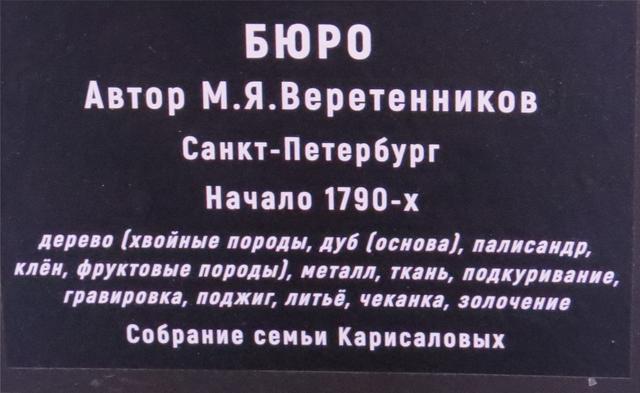 БЮРО
Автор М.Я.Веретенников
Санкт-Петербург
Начало 1790-х
дерево (хвойные породы, дуб (основа), палисандр,
клён, фруктовые породы), металл, ткань, подкуривание,
гравировка, поджиг, литьё, чеканка, золочение
Собрание семьи Карисаловых